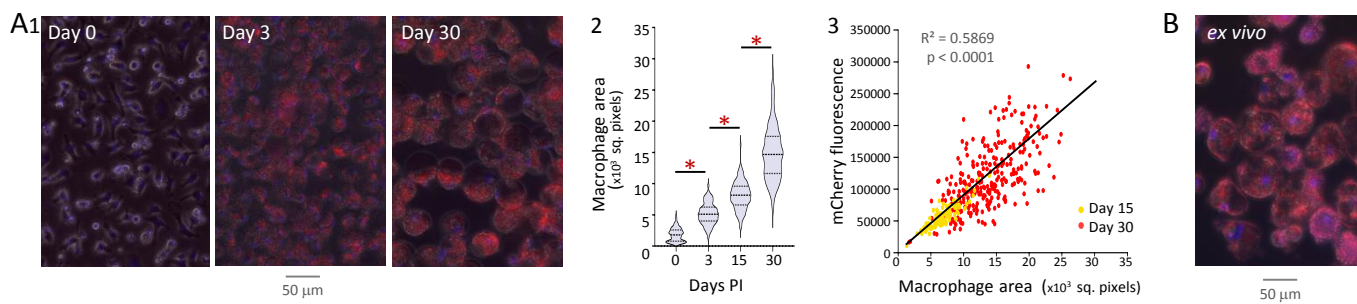 A1
Day 0
Day 3
Day 30
50 µm
2
Macrophage area
(x10³ sq. pixels)
35
30
25
20
15
10
5
0
*
*
*
0 3 15 30
Days PI
3
mCherry fluorescence
R² = 0.5869
p < 0.0001
350000
300000
250000
200000
150000
100000
50000
0
Day 15
Day 30
0 5 10 15 20 25 30 35
Macrophage area (x10³ sq. pixels)
B
ex vivo
50 µm